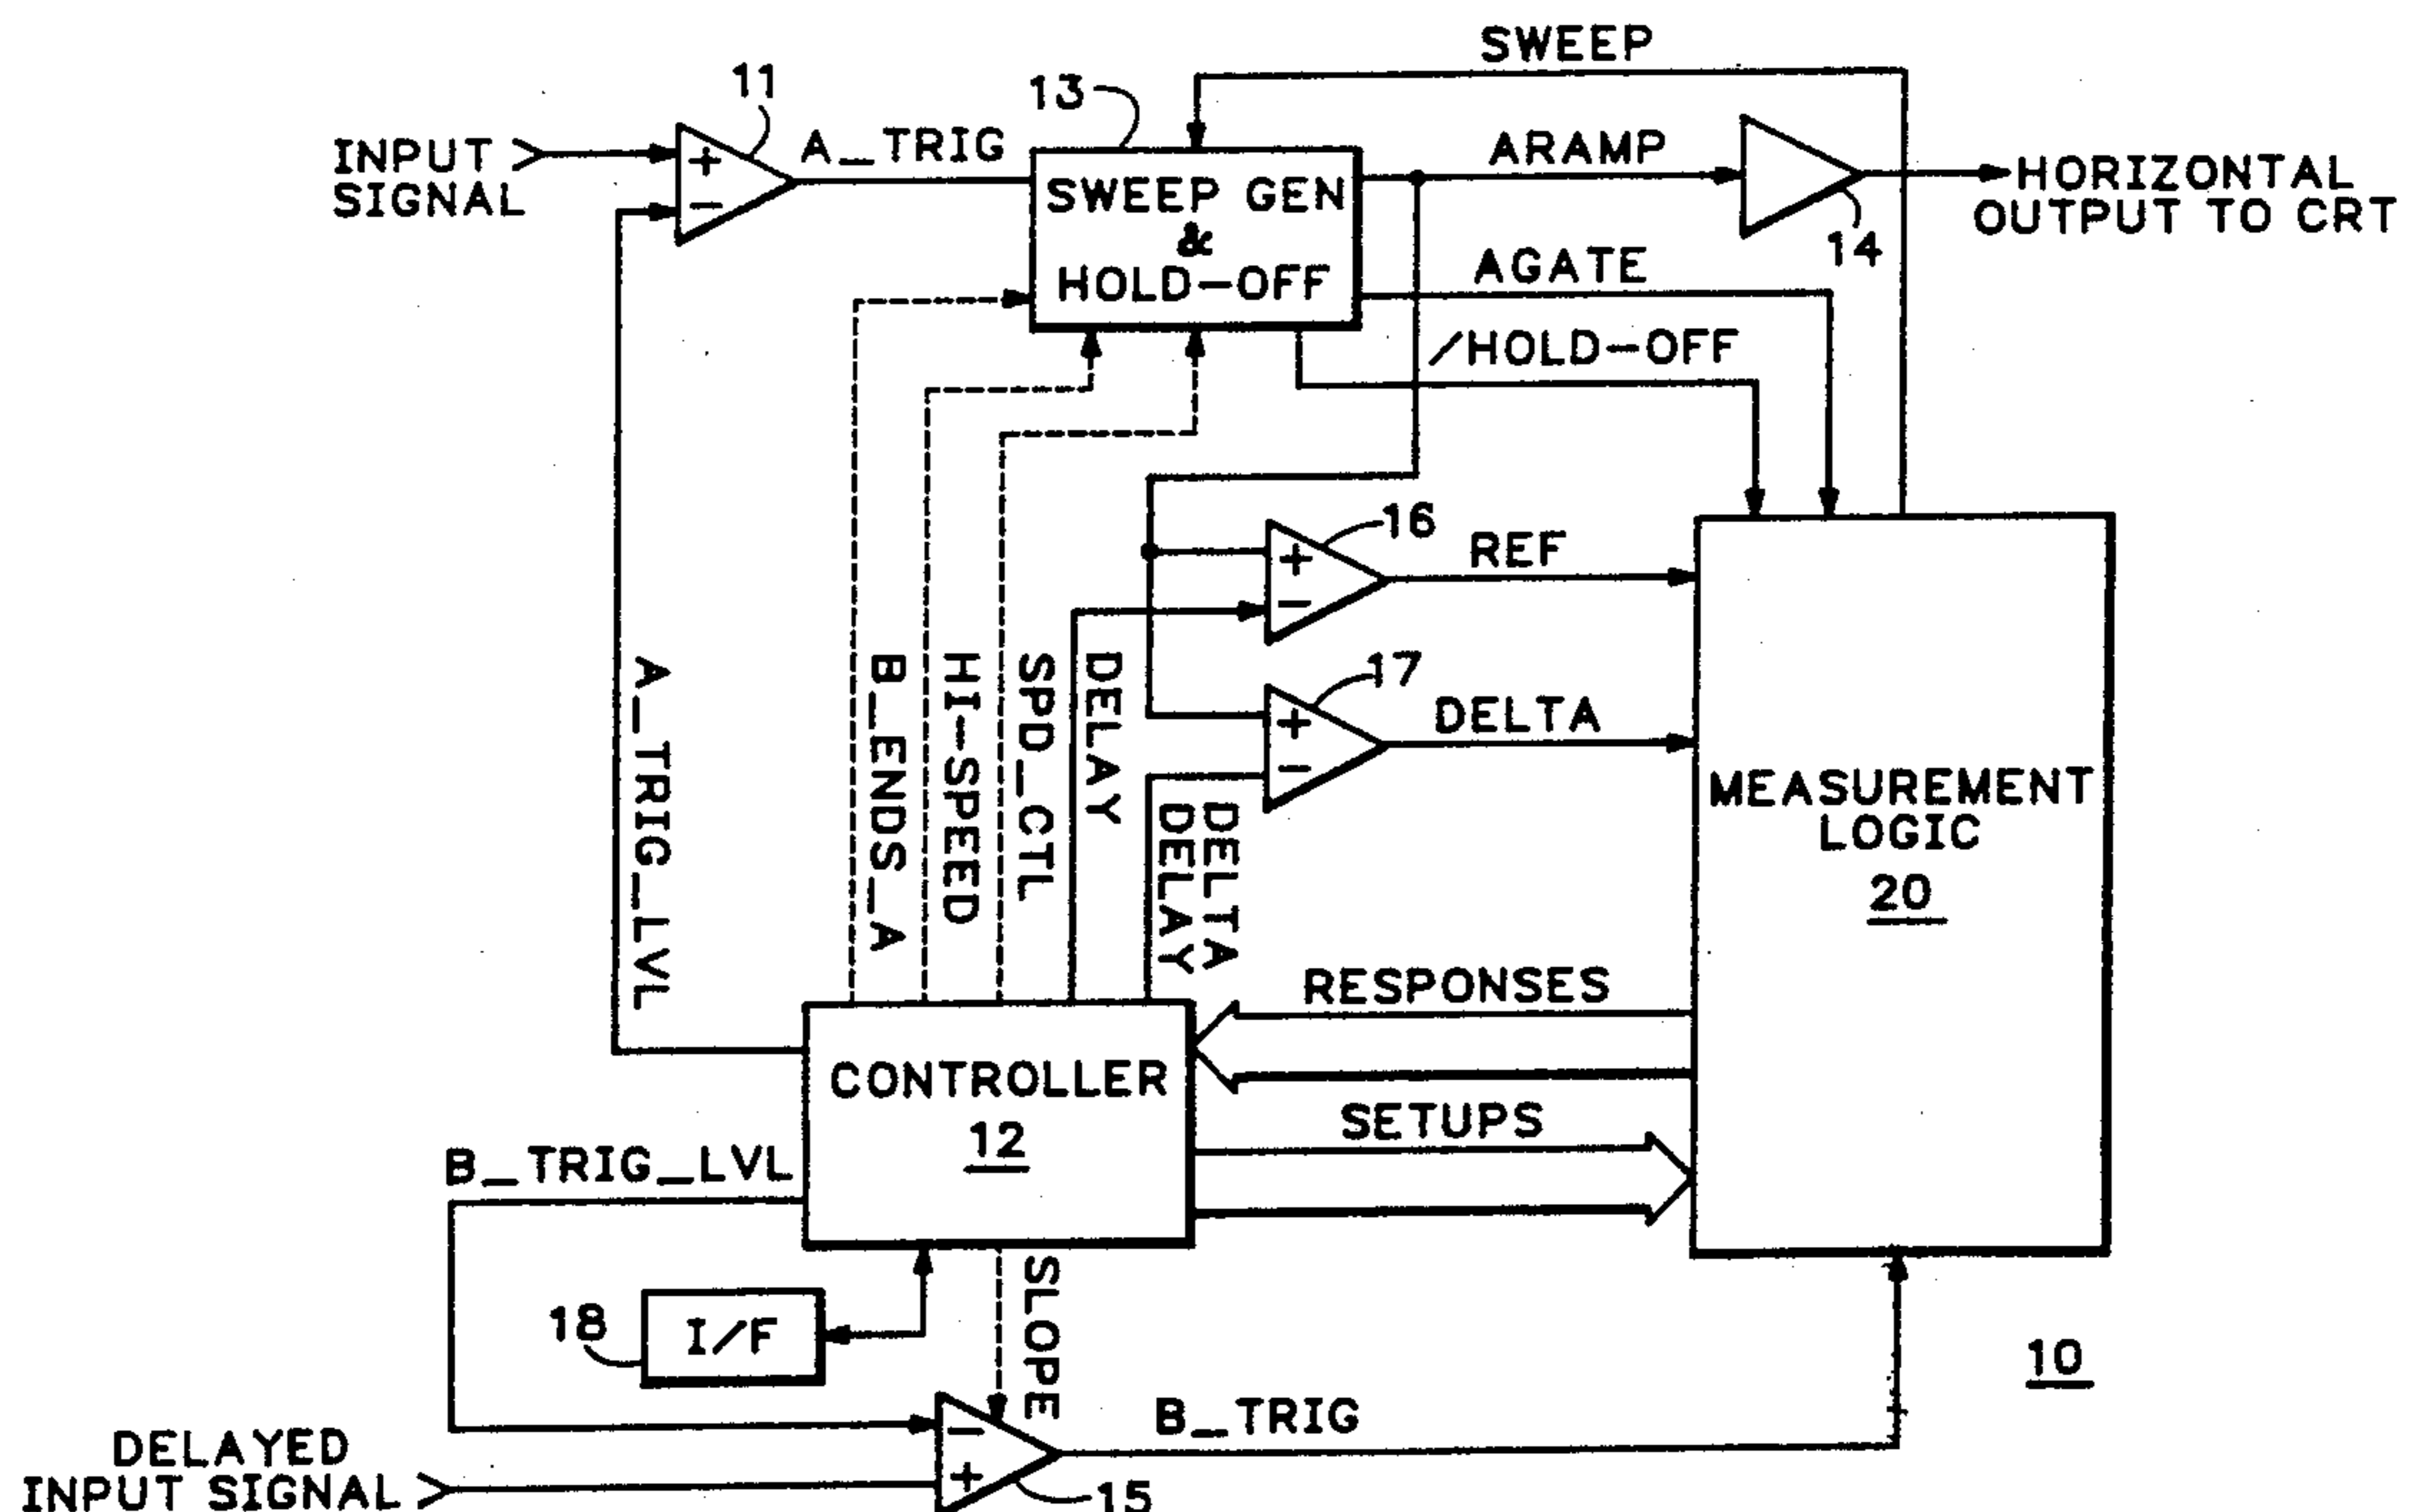 SWEEP
11
13
INPUT
SIGNAL
+
−
A_TRIG
SWEEP GEN
&
HOLD-OFF
ARAMP
14
HORIZONTAL
OUTPUT TO CRT
AGATE
/HOLD-OFF
16
+
−
REF
17
+
−
DELTA
A_TRIG_LVL
B_ENDS_A
HI-SPEED
SPD_CTL
DELAY
DELTA
DELAY
MEASUREMENT
LOGIC
20
RESPONSES
CONTROLLER
12
SETUPS
B_TRIG_LVL
SLOPE
18
I/F
10
B_TRIG
DELAYED
INPUT SIGNAL
−
+
15